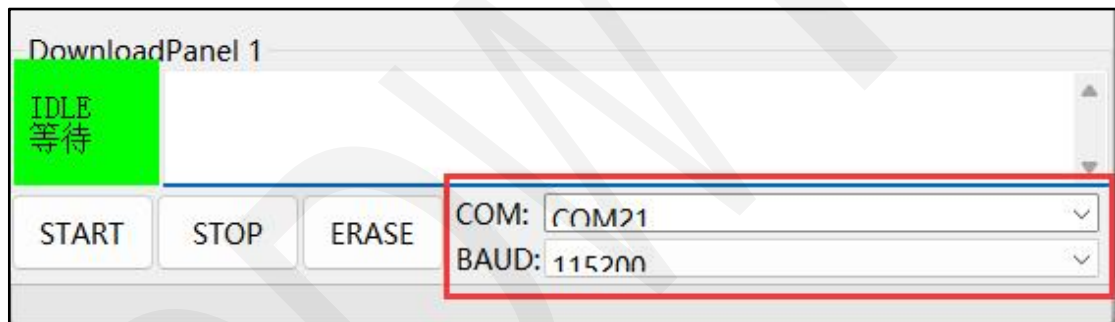 DownloadPanel 1
IDLE
等待
START STOP ERASE
COM: COM21
BAUD: 115200